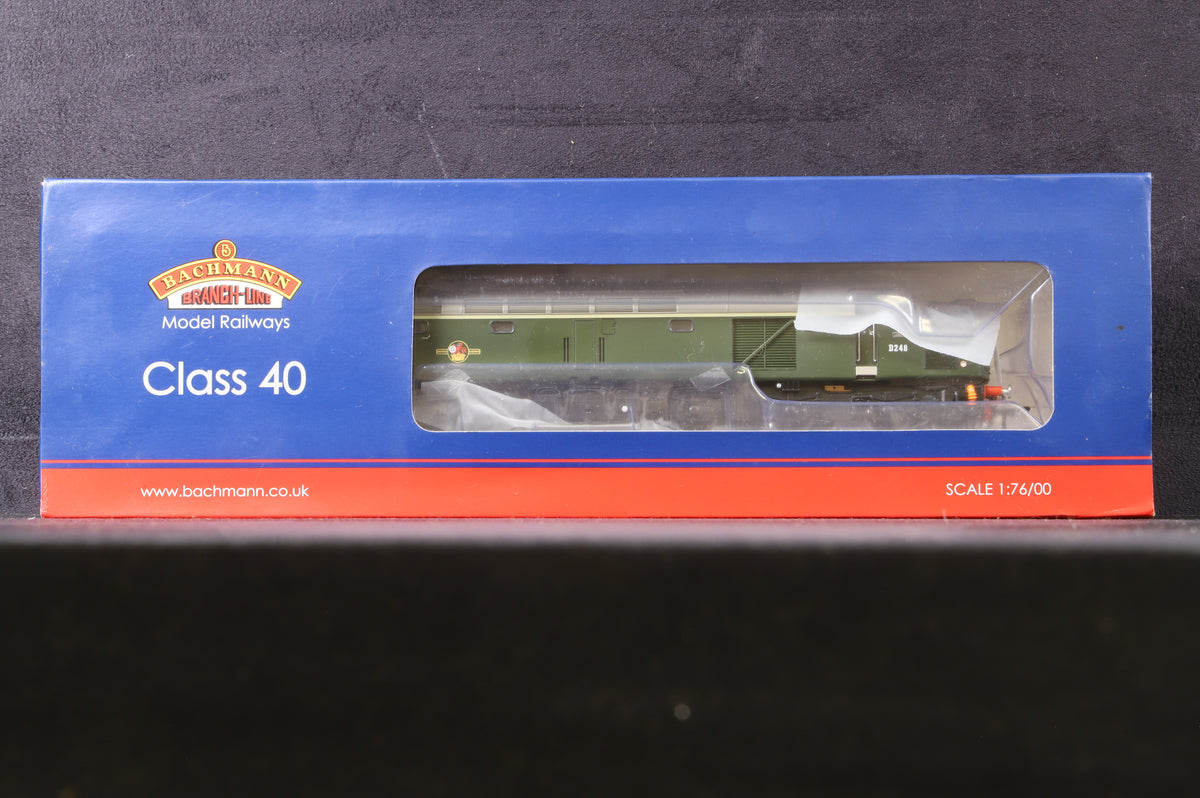 BACHMANN
BRANCH-LINE
Model Railways
Class 40
D248
www.bachmann.co.uk
SCALE 1:76/00